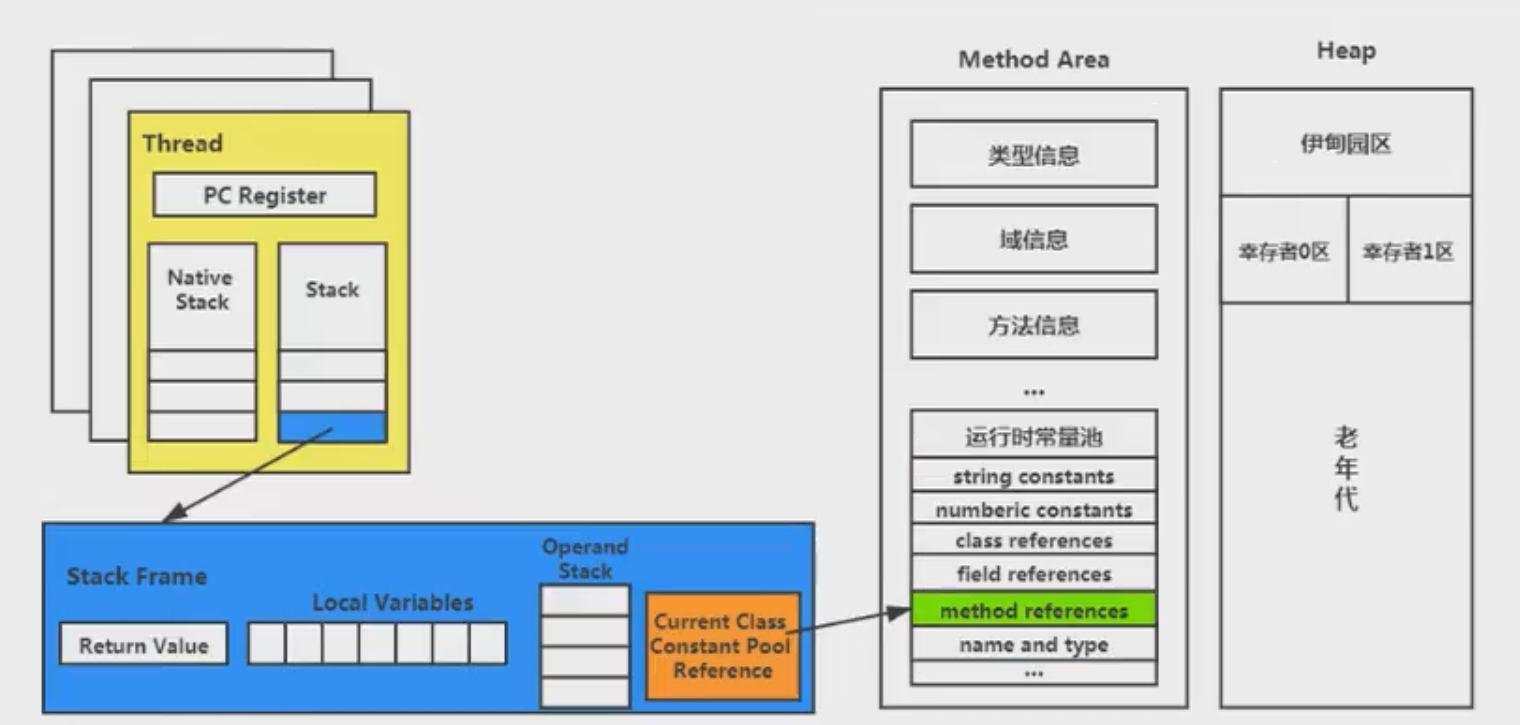 Thread
PC Register
Native
Stack
Stack
Stack Frame
Return Value
Local Variables
Operand
Stack
Current Class
Constant Pool
Reference
Method Area
类型信息
域信息
方法信息
...
运行时常量池
string constants
numberic constants
class references
field references
method references
name and type
...
Heap
伊甸园区
幸存者0区
幸存者1区
老
年
代